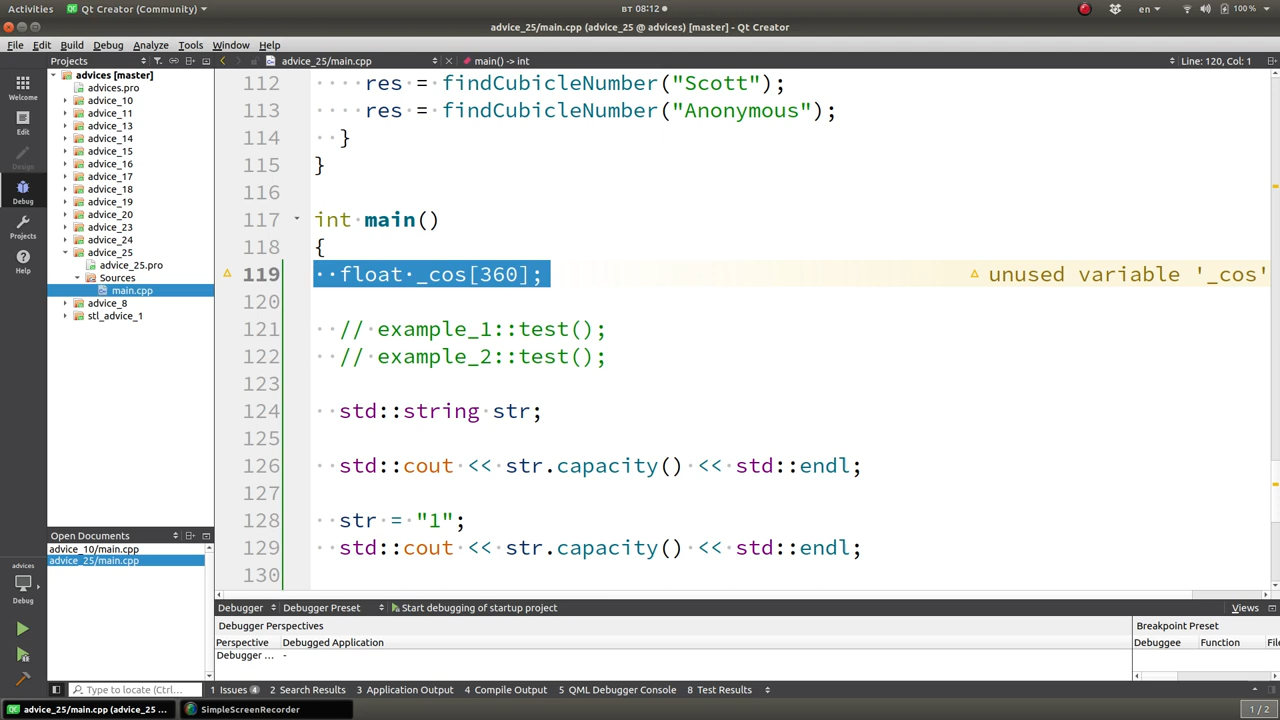 Activities Qt Creator (Community) вт 08:12 en 100 %
advice_25/main.cpp (advice_25 @ advices) [master] - Qt Creator
File Edit Build Debug Analyze Tools Window Help
Projects advice_25/main.cpp main() -> int Line: 120, Col: 1
Welcome
Edit
Design
Debug
Projects
Help
advices
Debug
advices [master]
advices.pro
advice_10
advice_11
advice_13
advice_14
advice_15
advice_16
advice_17
advice_18
advice_19
advice_20
advice_23
advice_24
advice_25
advice_25.pro
Sources
main.cpp
advice_8
stl_advice_1
Open Documents
advice_10/main.cpp
advice_25/main.cpp
112 res = findCubicleNumber("Scott");
113 res = findCubicleNumber("Anonymous");
114 }
115 }
116
117 int main()
118 {
119 float _cos[360]; unused variable '_cos'
120
121 // example_1::test();
122 // example_2::test();
123
124 std::string str;
125
126 std::cout << str.capacity() << std::endl;
127
128 str = "1";
129 std::cout << str.capacity() << std::endl;
130
Debugger Debugger Preset Start debugging of startup project Views
Debugger Perspectives Breakpoint Preset
Perspective Debugged Application Debuggee Function File
Debugger ... -
Type to locate (Ctrl... 1 Issues 4 2 Search Results 3 Application Output 4 Compile Output 5 QML Debugger Console 8 Test Results
advice_25/main.cpp (advice_25 ... SimpleScreenRecorder 1 / 2